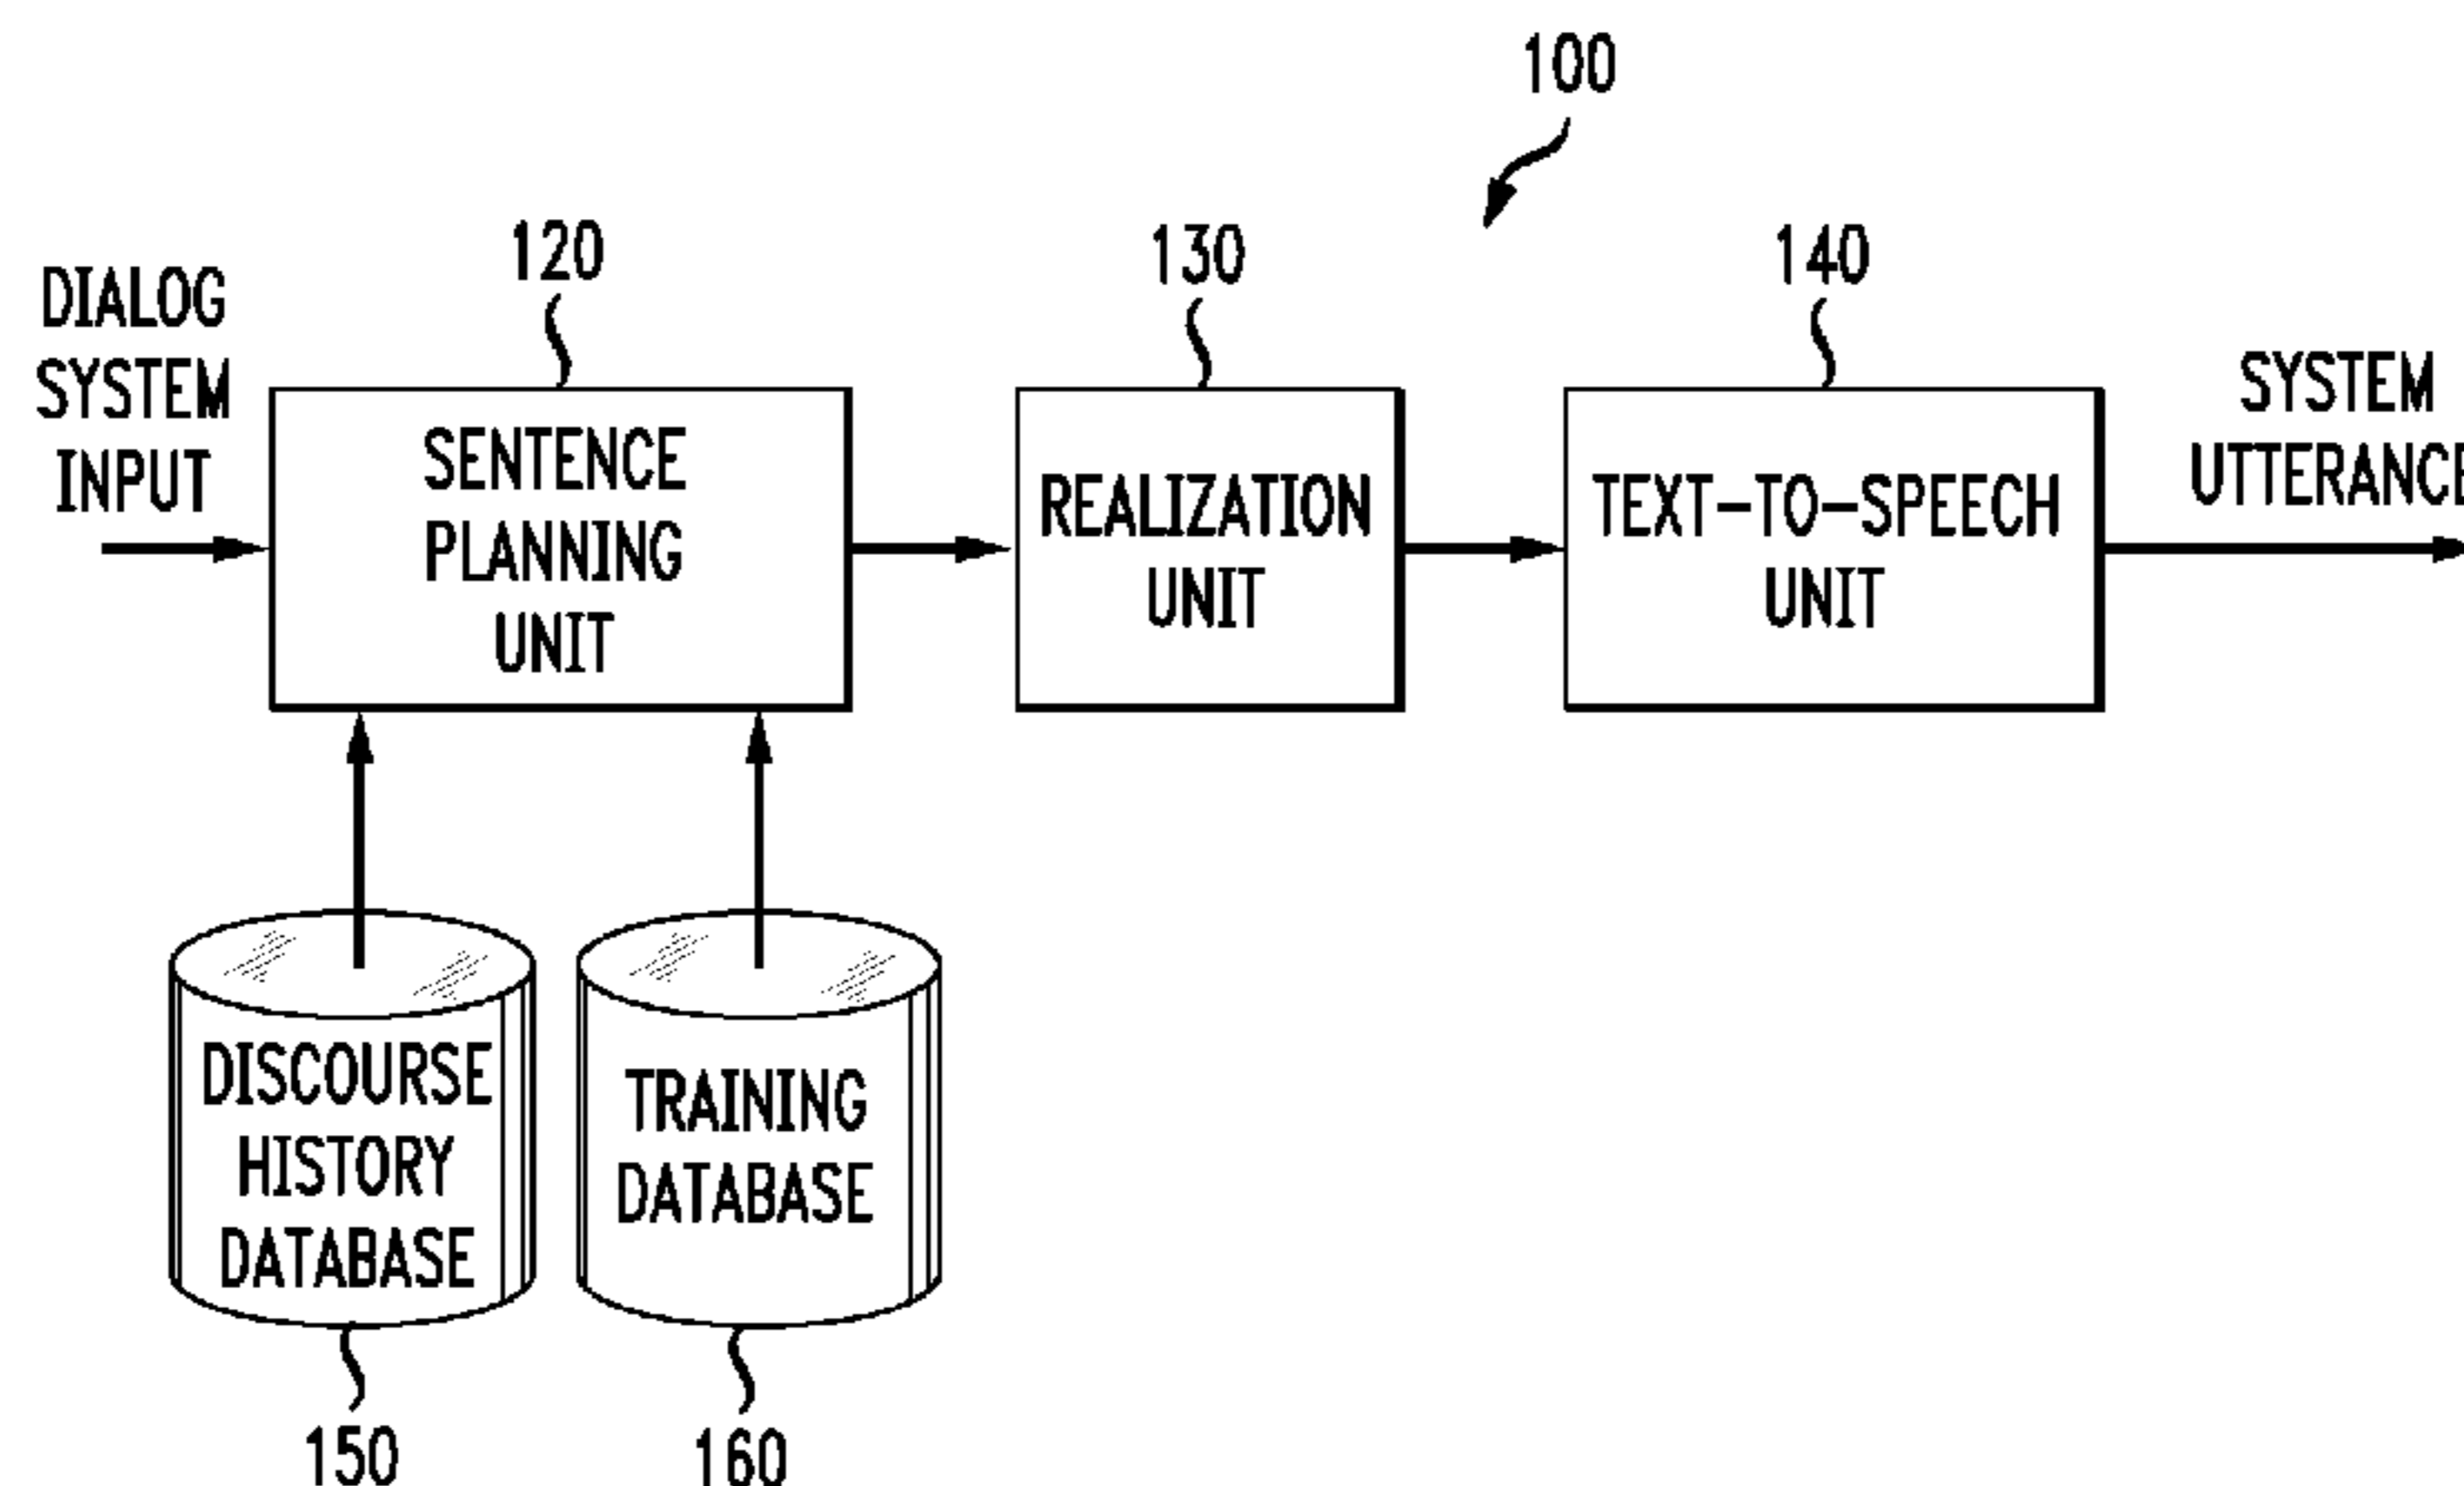 100
120
130
140
DIALOG
SYSTEM
INPUT
SENTENCE
PLANNING
UNIT
REALIZATION
UNIT
TEXT-TO-SPEECH
UNIT
SYSTEM
UTTERANCE
DISCOURSE
HISTORY
DATABASE
TRAINING
DATABASE
150
160